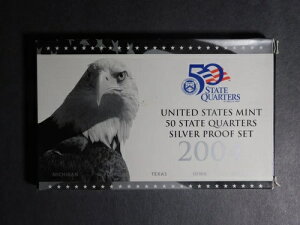 50
STATE
QUARTERS
UNITED STATES MINT
50 STATE QUARTERS
SILVER PROOF SET
2004
MICHIGAN
TEXAS
IOWA